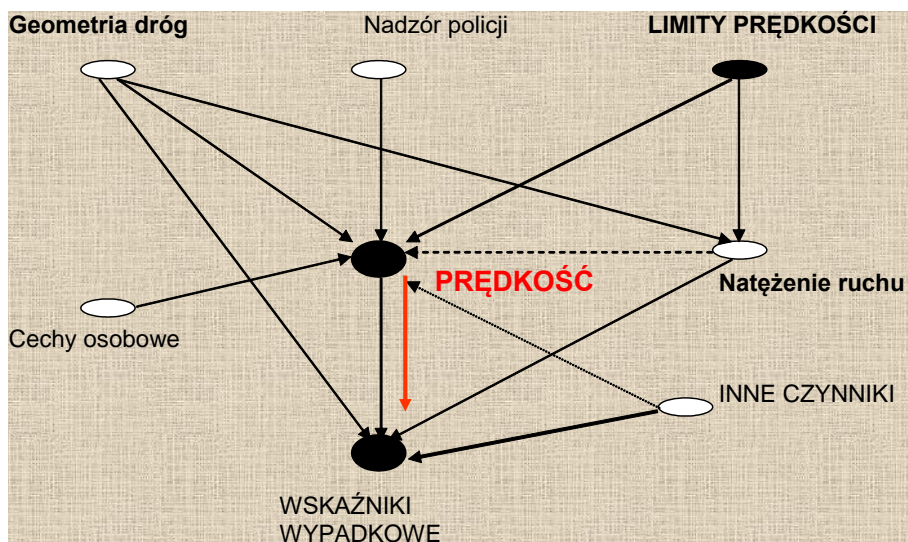 Geometria dróg
Nadzór policji
LIMITY PRĘDKOŚCI
PRĘDKOŚĆ
Natężenie ruchu
Cechy osobowe
INNE CZYNNIKI
WSKAŹNIKI
WYPADKOWE